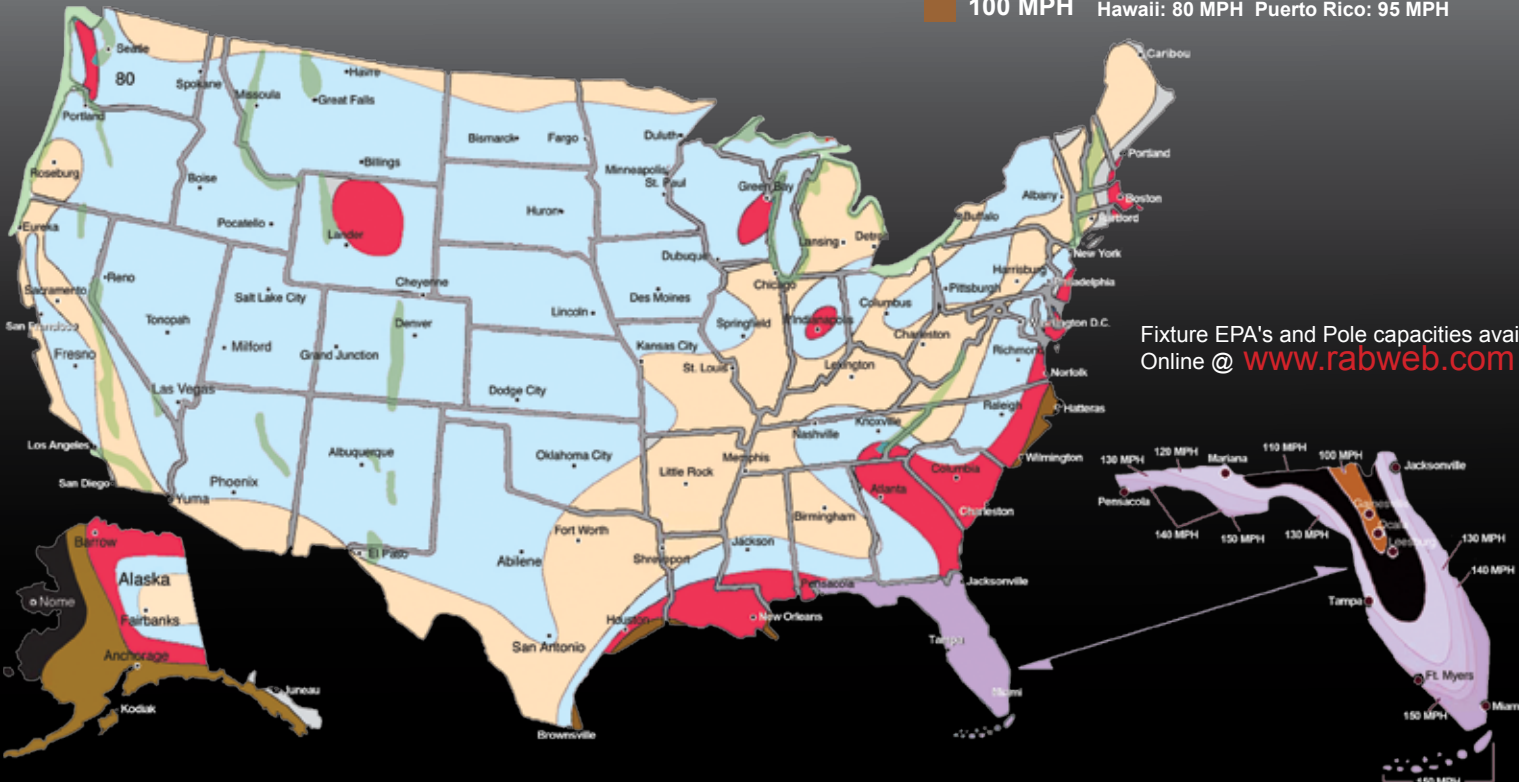 100 MPH Hawaii: 80 MPH Puerto Rico: 95 MPH
Caribou
Seattle
80
Spokane
Havre
Missoula
Great Falls
Portland
Bismarck
Fargo
Duluth
Portland
Roseburg
Boise
Billings
Minneapolis
St. Paul
Green Bay
Albany
Boston
Eureka
Pocatello
Lander
Huron
Lansing
Buffalo
New York
Reno
Cheyenne
Dubuque
Chicago
Harrisburg
Sacramento
Salt Lake City
Lincoln
Des Moines
Columbus
Pittsburgh
Philadelphia
San Francisco
Tonopah
Milford
Denver
Springfield
Indianapolis
Charleston
Washington D.C.
Fresno
Grand Junction
Kansas City
St. Louis
Lexington
Richmond
Norfolk
Las Vegas
Dodge City
Raleigh
Hatteras
Los Angeles
Albuquerque
Oklahoma City
Nashville
Knoxville
Wilmington
San Diego
Phoenix
Yuma
Little Rock
Memphis
Columbia
Atlanta
Charleston
El Paso
Fort Worth
Abilene
Shreveport
Jackson
Birmingham
Houston
New Orleans
Pensacola
Jacksonville
San Antonio
Tampa
Miami
Brownsville
Barrow
Alaska
Nome
Fairbanks
Anchorage
Juneau
Kodiak
Fixture EPA's and Pole capacities avai
Online @ www.rabweb.com
130 MPH
120 MPH
Mariana
110 MPH
100 MPH
Jacksonville
Pensacola
140 MPH
150 MPH
130 MPH
Ocala
Leesburg
130 MPH
140 MPH
Tampa
Ft. Myers
150 MPH
Miam
150 MPH